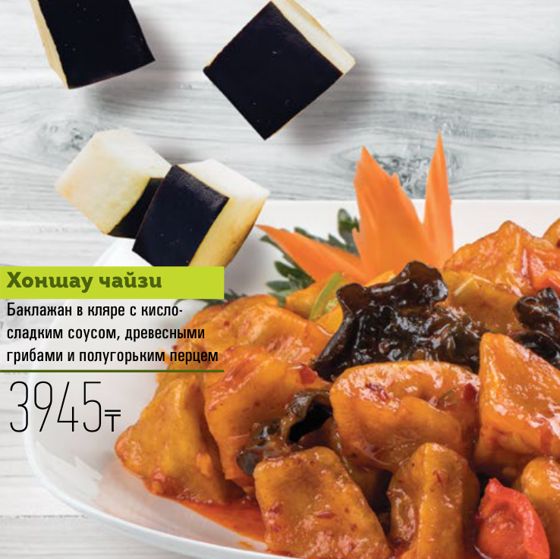 Хоншау чайзи
Баклажан в кляре с кисло-
сладким соусом, древесными
грибами и полугорьким перцем
3945₸